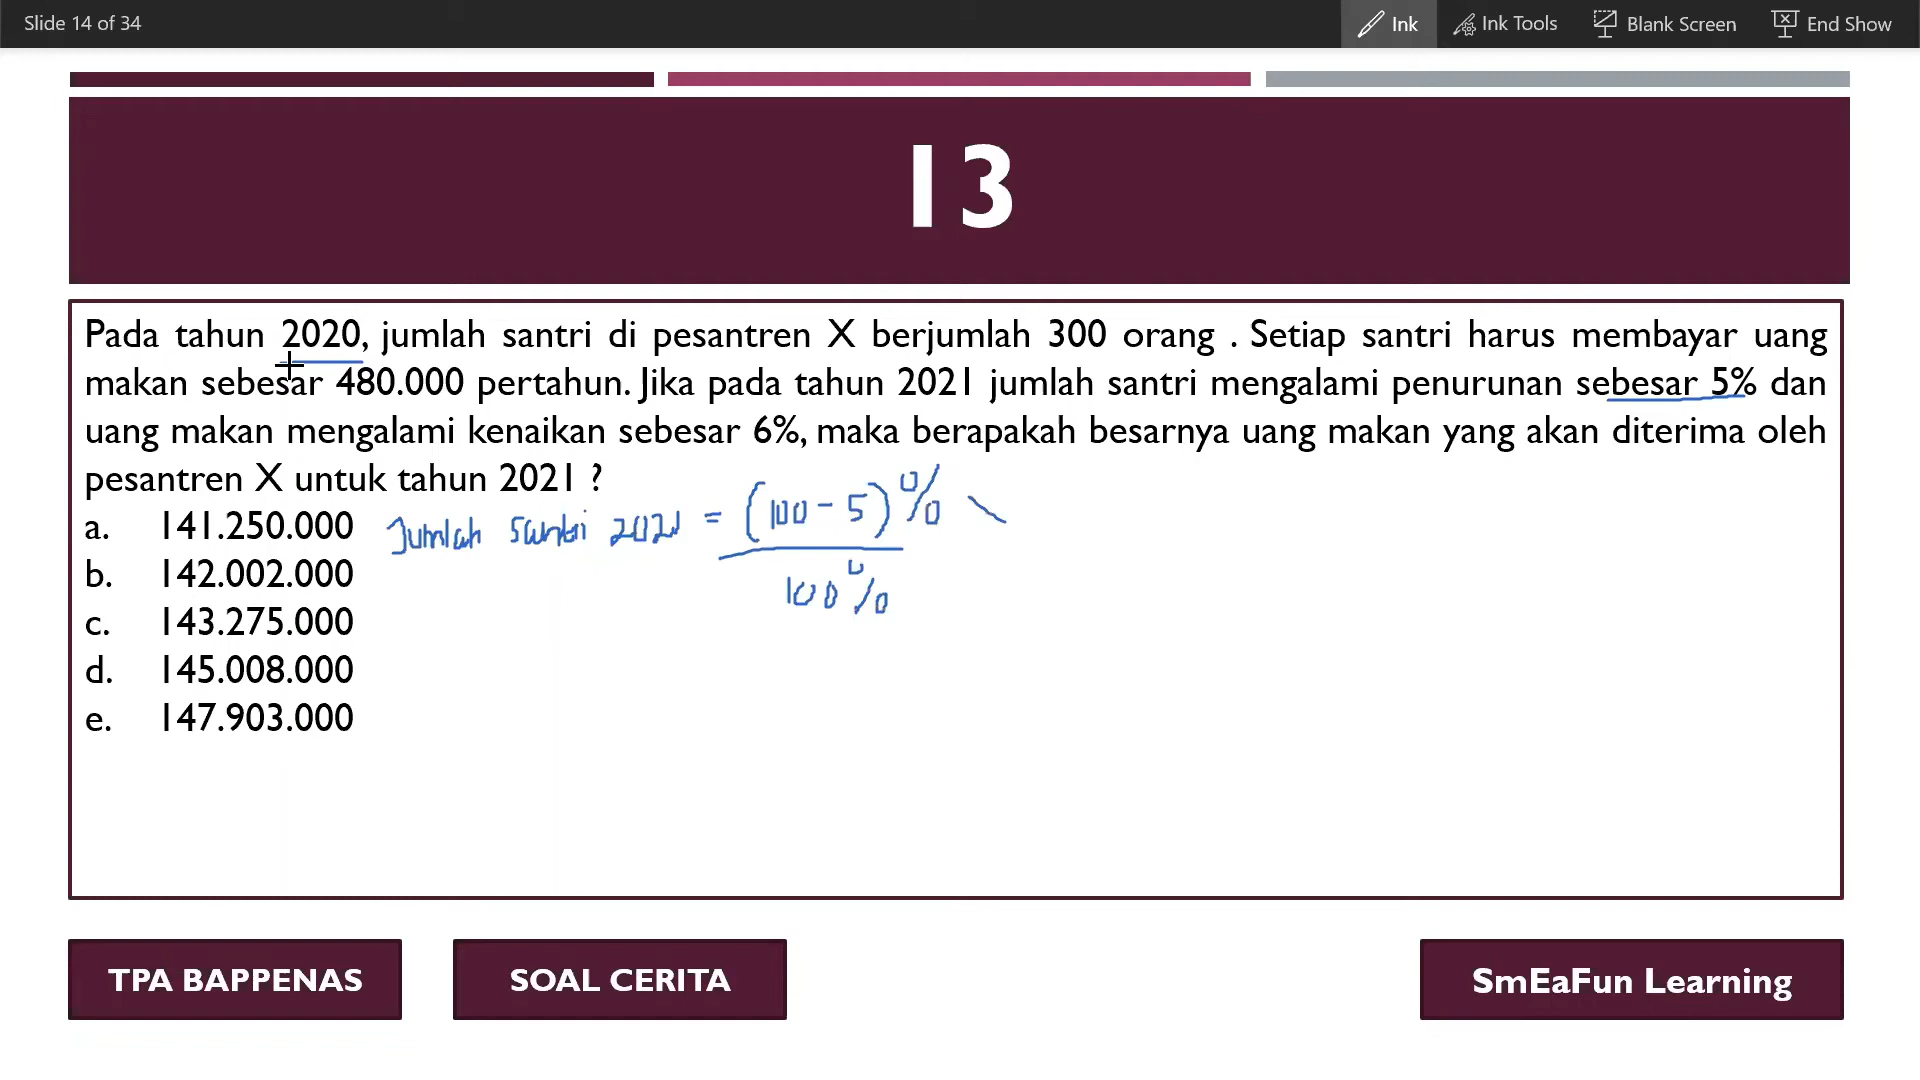 Slide 14 of 34
Ink
Ink Tools
Blank Screen
End Show
13
Pada tahun 2020, jumlah santri di pesantren X berjumlah 300 orang . Setiap santri harus membayar uang
makan sebesar 480.000 pertahun. Jika pada tahun 2021 jumlah santri mengalami penurunan sebesar 5% dan
uang makan mengalami kenaikan sebesar 6%, maka berapakah besarnya uang makan yang akan diterima oleh
pesantren X untuk tahun 2021 ?
a. 141.250.000
Jumlah Santri 2021 = (100 - 5)%
100%
b. 142.002.000
c. 143.275.000
d. 145.008.000
e. 147.903.000
TPA BAPPENAS
SOAL CERITA
SmEaFun Learning